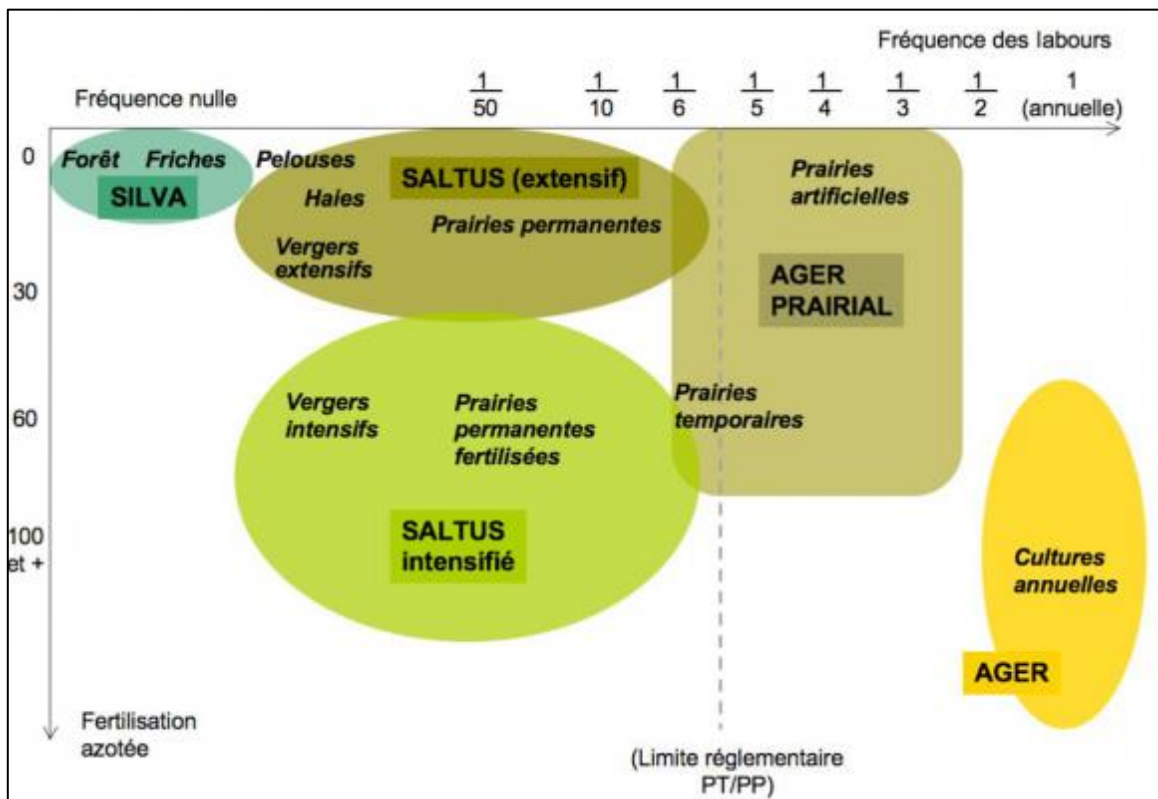 Fréquence des labours
Fréquence nulle
1/50 1/10 1/6 1/5 1/4 1/3 1/2 1
(annuelle)
0
Forêt Friches Pelouses
SILVA
SALTUS (extensif)
Haies
Prairies permanentes
Vergers
extensifs
Prairies
artificielles
30
AGER
PRAIRIAL
60
Vergers
intensifs
Prairies
permanentes
fertilisées
Prairies
temporaires
100
et +
SALTUS
intensifié
Cultures
annuelles
AGER
Fertilisation
azotée
(Limite réglementaire
PT/PP)